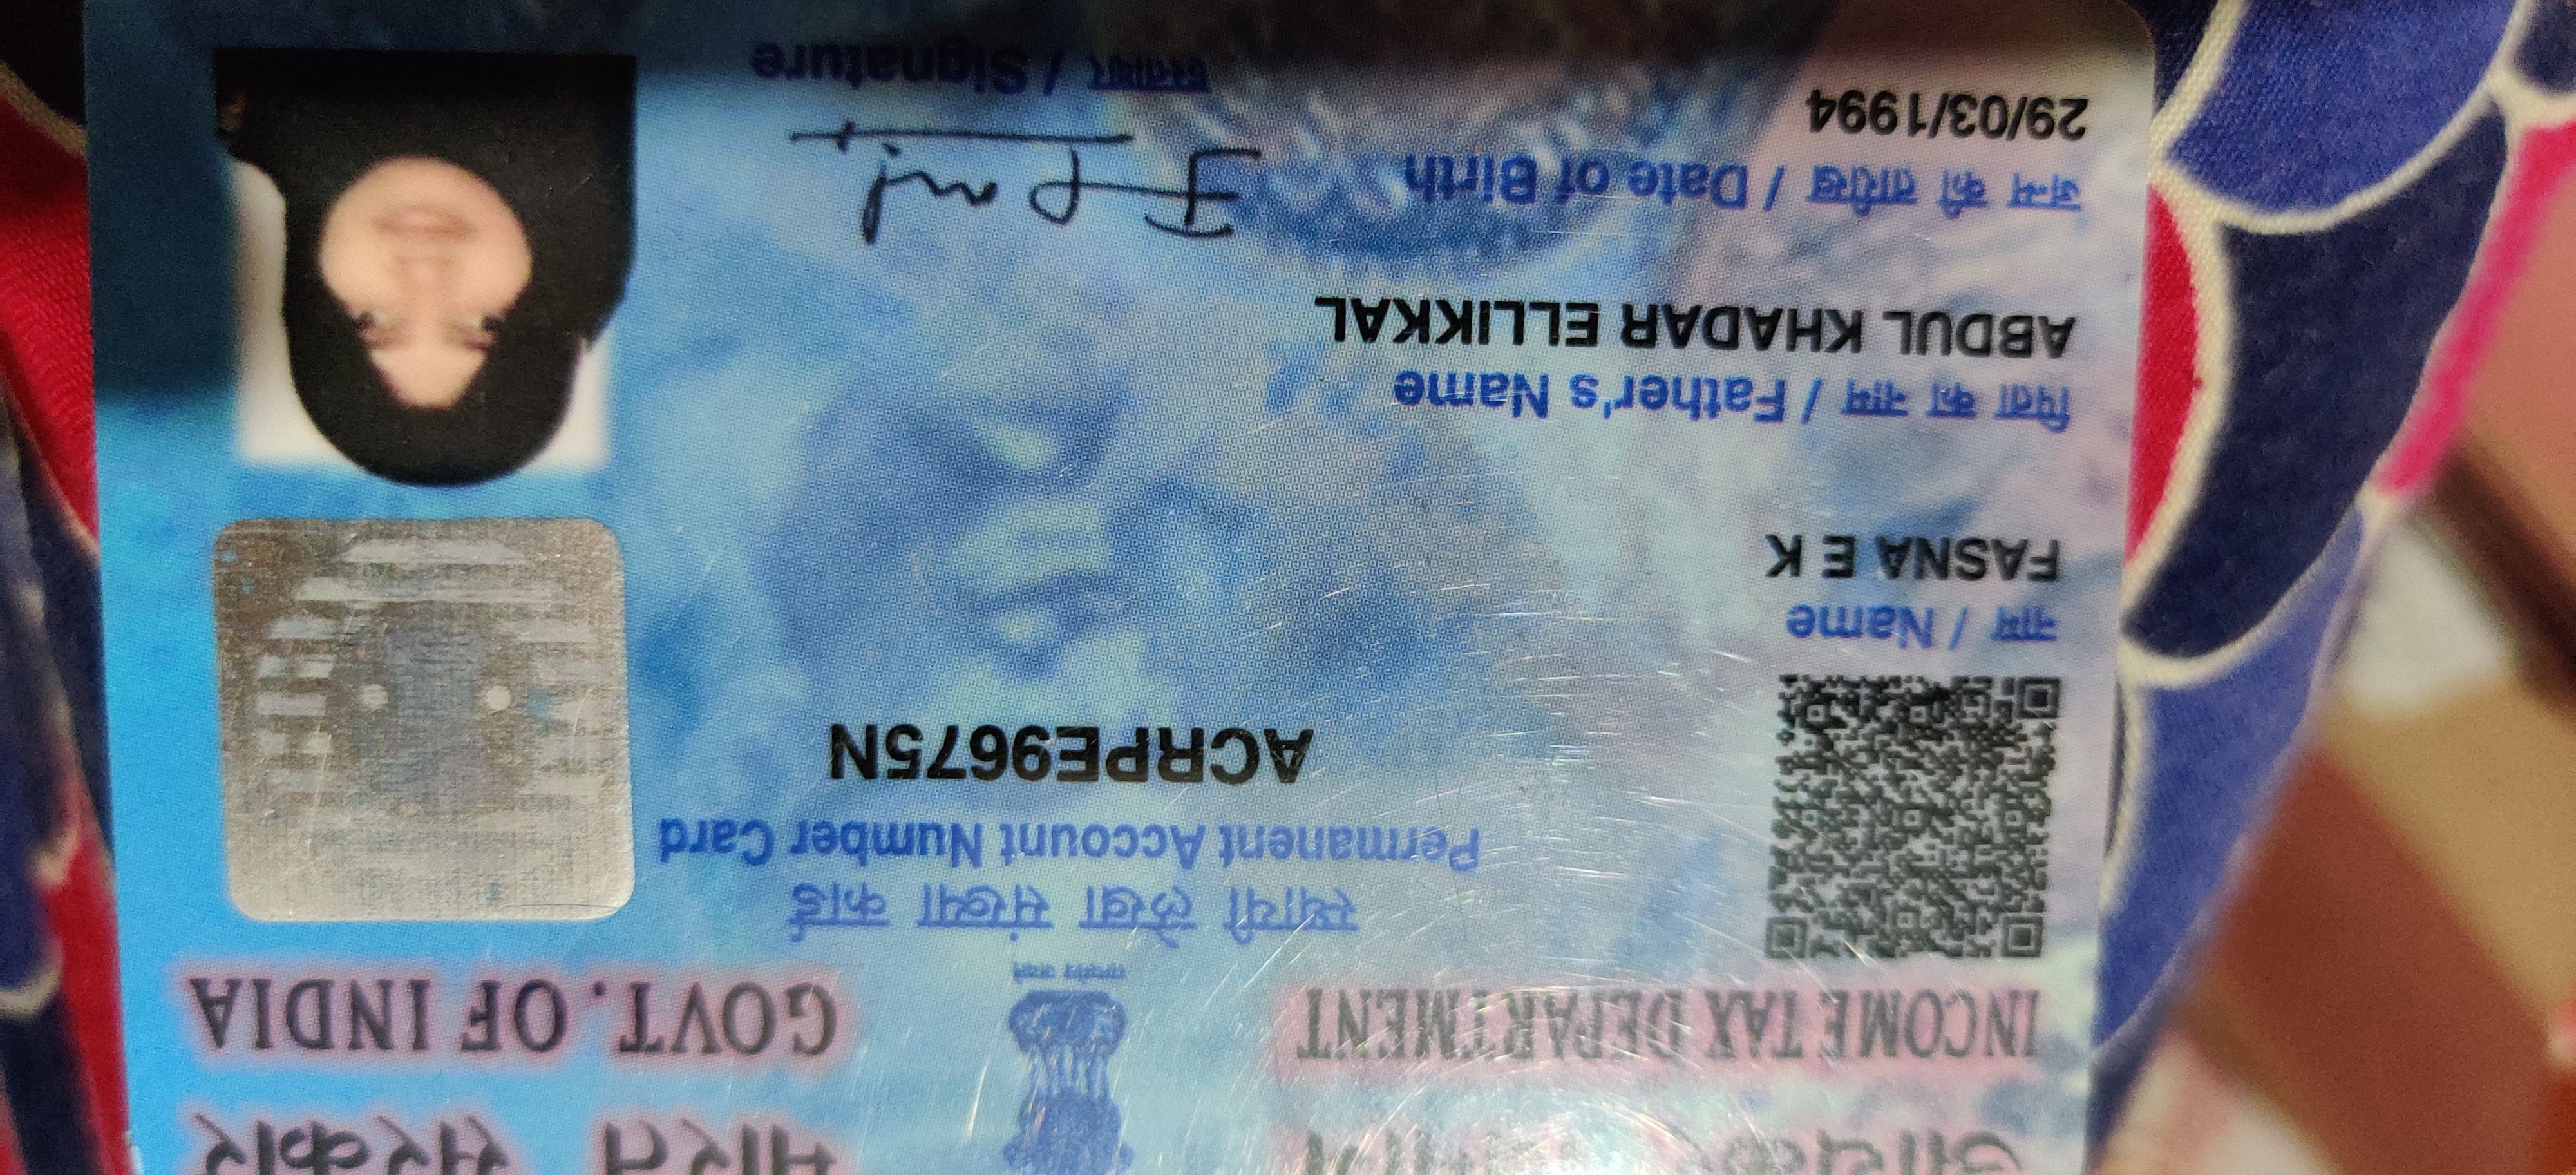 आयकर विभाग
INCOME TAX DEPARTMENT
भारत सरकार
GOVT. OF INDIA
सत्यमेव जयते
स्थायी लेखा संख्या कार्ड
Permanent Account Number Card
ACRPE9675N
नाम / Name
FASNA E K
पिता का नाम / Father's Name
ABDUL KHADAR ELLIKKAL
जन्म की तारीख / Date of Birth
29/03/1994
हस्ताक्षर / Signature